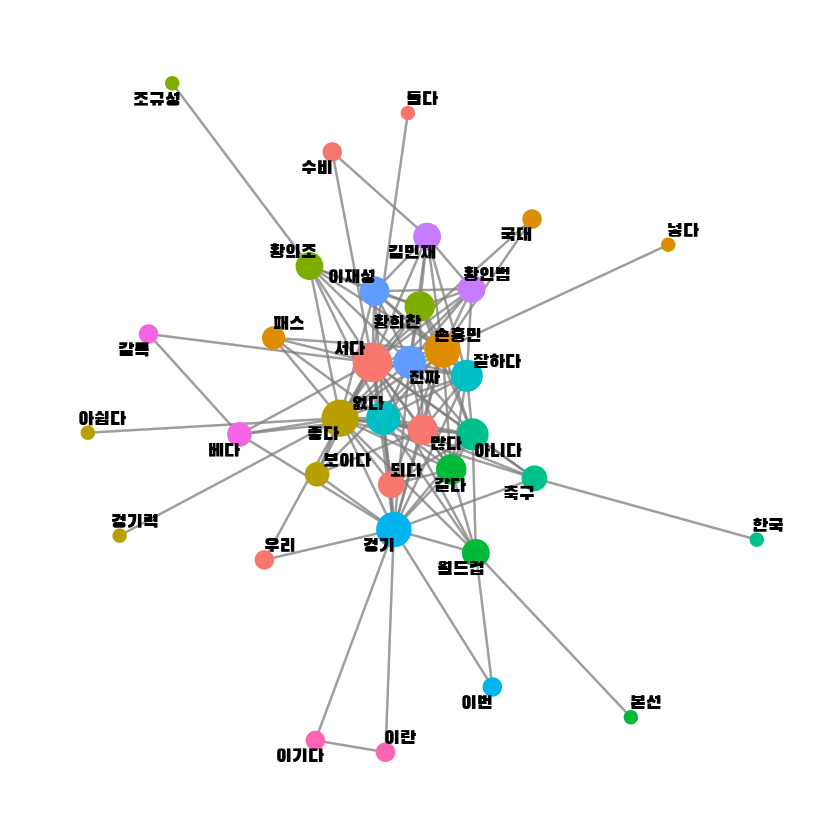 조규성
들다
수비
국대
넣다
김민재
황의조
황인범
이재성
황희찬
패스
손흥민
갈륵
서다
잘하다
진짜
없다
아쉽다
좋다
많다
아니다
베다
보이다
되다
같다
축구
경기력
한국
우리
경기
월드컵
이번
본선
이란
이기다